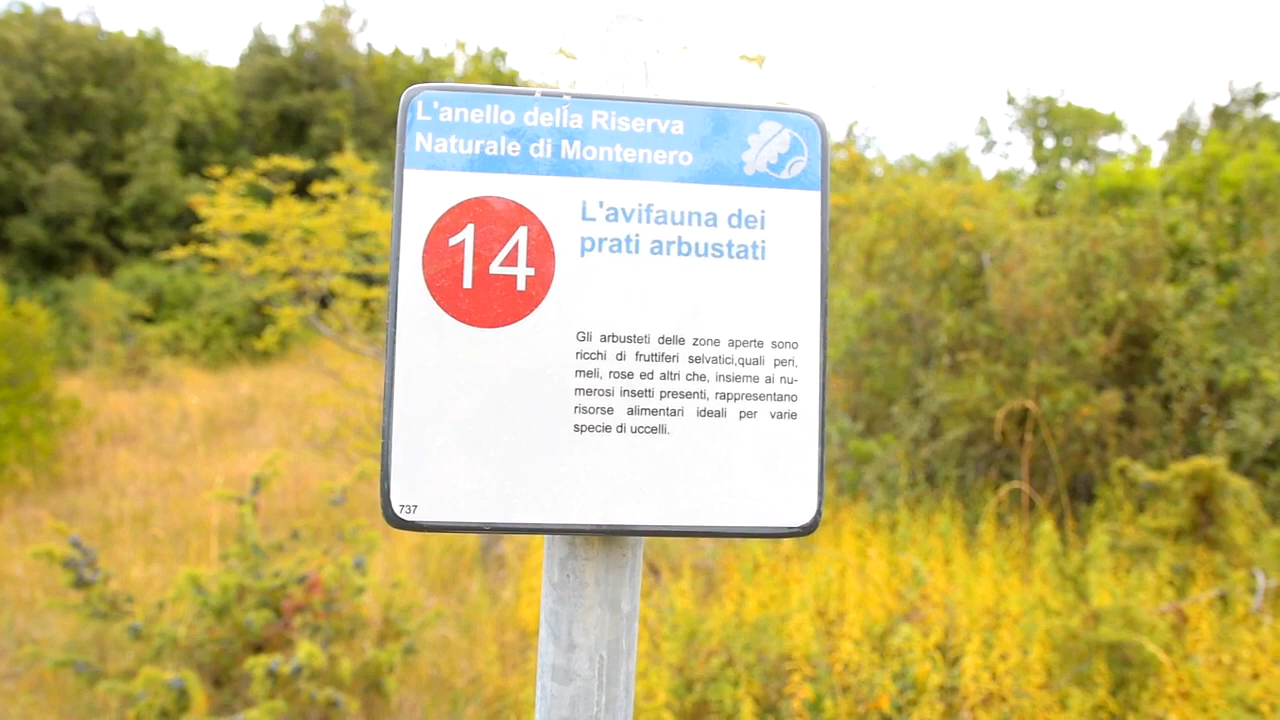 L'anello della Riserva
Naturale di Montenero
14
L'avifauna dei
prati arbustati
Gli arbusteti delle zone aperte sono
ricchi di fruttiferi selvatici,quali peri,
meli, rose ed altri che, insieme ai nu-
merosi insetti presenti, rappresentano
risorse alimentari ideali per varie
specie di uccelli.
737